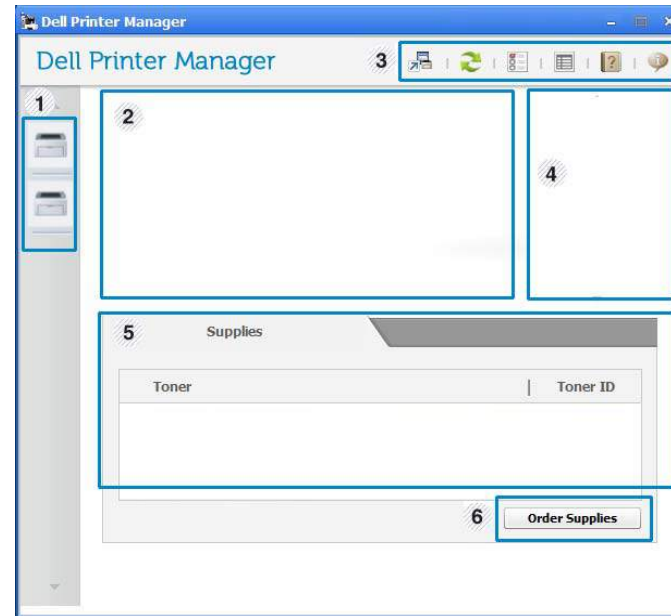 Dell Printer Manager
Dell Printer Manager
3
1
2
4
5
Supplies
Toner
Toner ID
6
Order Supplies